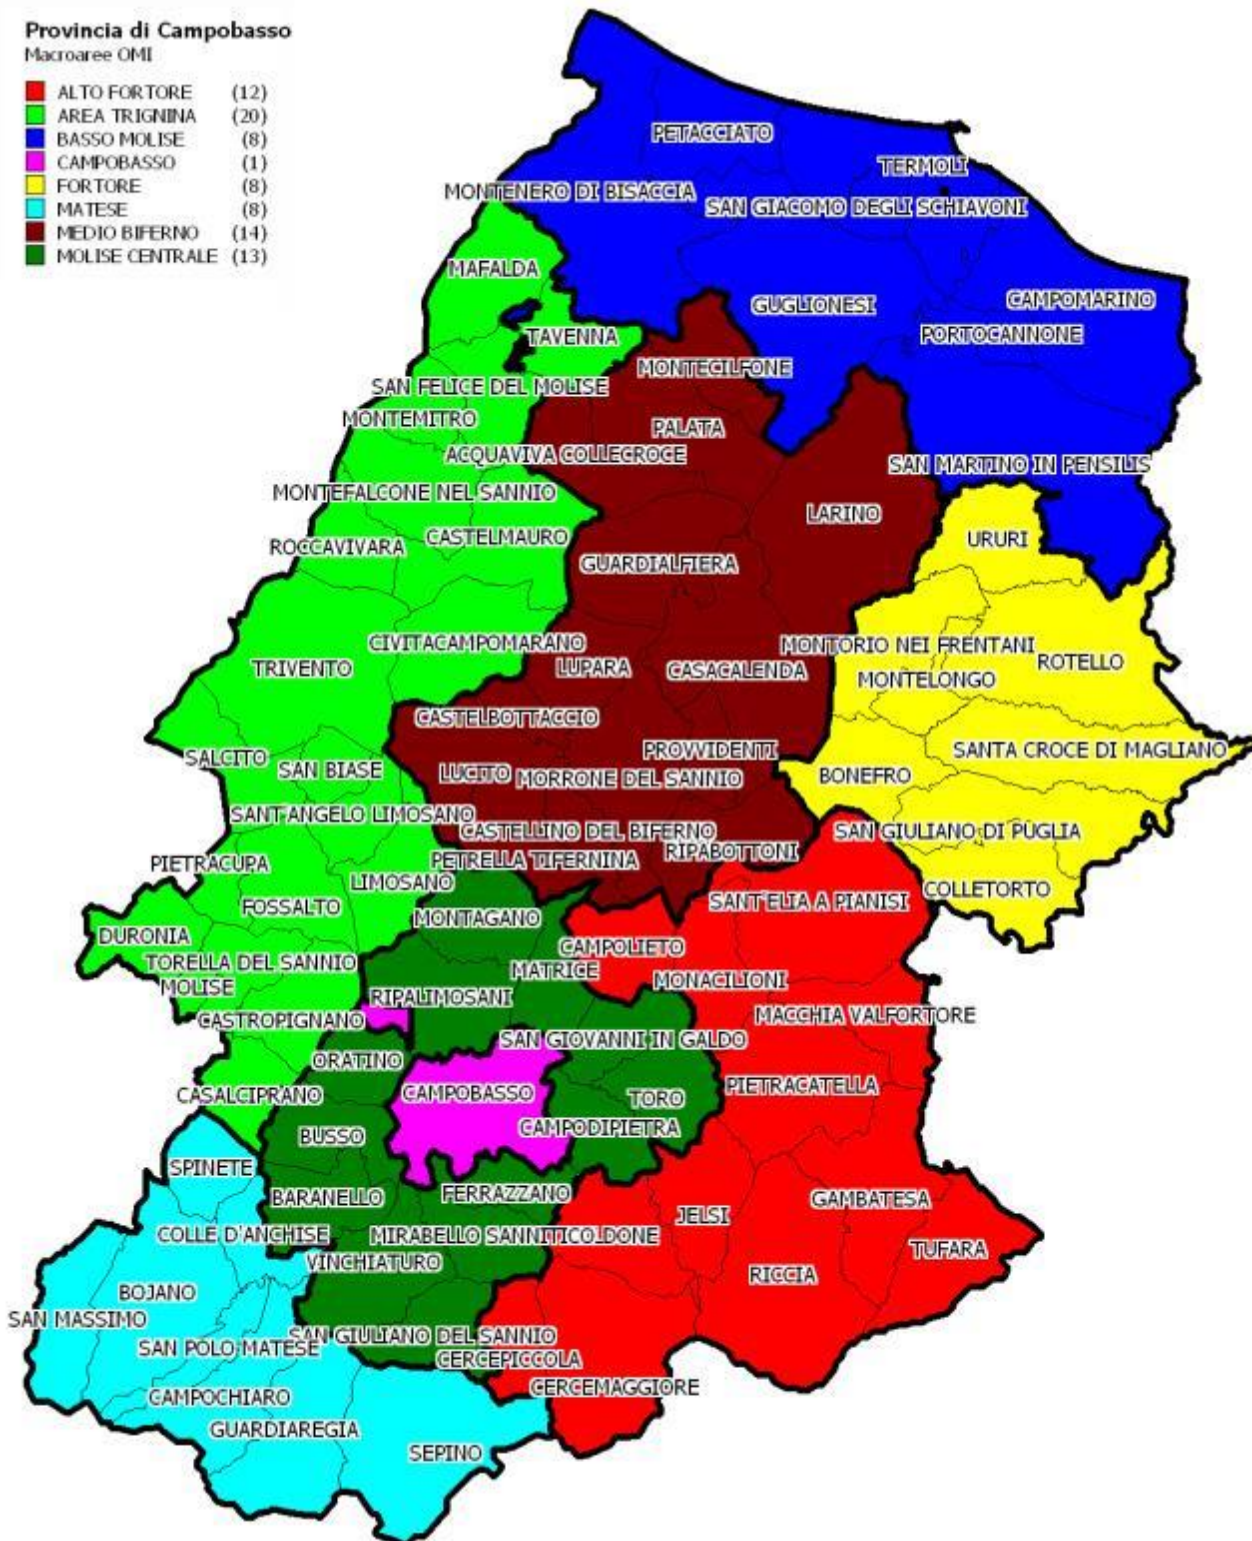 Provincia di Campobasso
Macroaree OMI
ALTO FORTORE (12)
AREA TRIGNINA (20)
BASSO MOLISE (8)
CAMPOBASSO (1)
FORTORE (8)
MATESE (8)
MEDIO BIFERNO (14)
MOLISE CENTRALE (13)
PETACCIATO
TERMOLI
MONTENERO DI BISACCIA
SAN GIACOMO DEGLI SCHIAVONI
MAFALDA
GUGLIONESI
CAMPOMARINO
TAVENNA
PORTOCANNONE
MONTECILFONE
SAN FELICE DEL MOLISE
MONTEMITRO
PALATA
ACQUAVIVA COLLECROCE
SAN MARTINO IN PENSILIS
MONTEFALCONE NEL SANNIO
LARINO
CASTELMAURO
URURI
ROCCAVIVARA
GUARDIALFIERA
CIVITACAMPOMARANO
MONTORIO NEI FRENTANI
TRIVENTO
LUPARA
CASACALENDA
ROTELLO
MONTELONGO
CASTELBOTTACCIO
PROVVIDENTI
SANTA CROCE DI MAGLIANO
SALCITO
SAN BIASE
LUCITO
MORRONE DEL SANNIO
BONEFRO
SANT'ANGELO LIMOSANO
CASTELLINO DEL BIFERNO
SAN GIULIANO DI PUGLIA
RIPABOTTONI
PIETRACUPA
PETRELLA TIFERNINA
LIMOSANO
COLLETORTO
FOSSALTO
MONTAGANO
SANT'ELIA A PIANISI
DURONIA
CAMPOLIETO
TORELLA DEL SANNIO
MATRICE
MONACILIONI
MOLISE
RIPALIMOSANI
MACCHIA VALFORTORE
CASTROPIGNANO
SAN GIOVANNI IN GALDO
ORATINO
PIETRACATELLA
CASALCIPRANO
CAMPOBASSO
TORO
BUSSO
CAMPODIPIETRA
SPINETE
BARANELLO
FERRAZZANO
GAMBATESA
JELSI
COLLE D'ANCHISE
MIRABELLO SANNITICOLDONE
TUFARA
VINCHIATURO
RICCIA
BOJANO
SAN MASSIMO
SAN GIULIANO DEL SANNIO
SAN POLO MATESE
CERCEPICCOLA
CERCEMAGGIORE
CAMPOCHIARO
GUARDIAREGIA
SEPINO